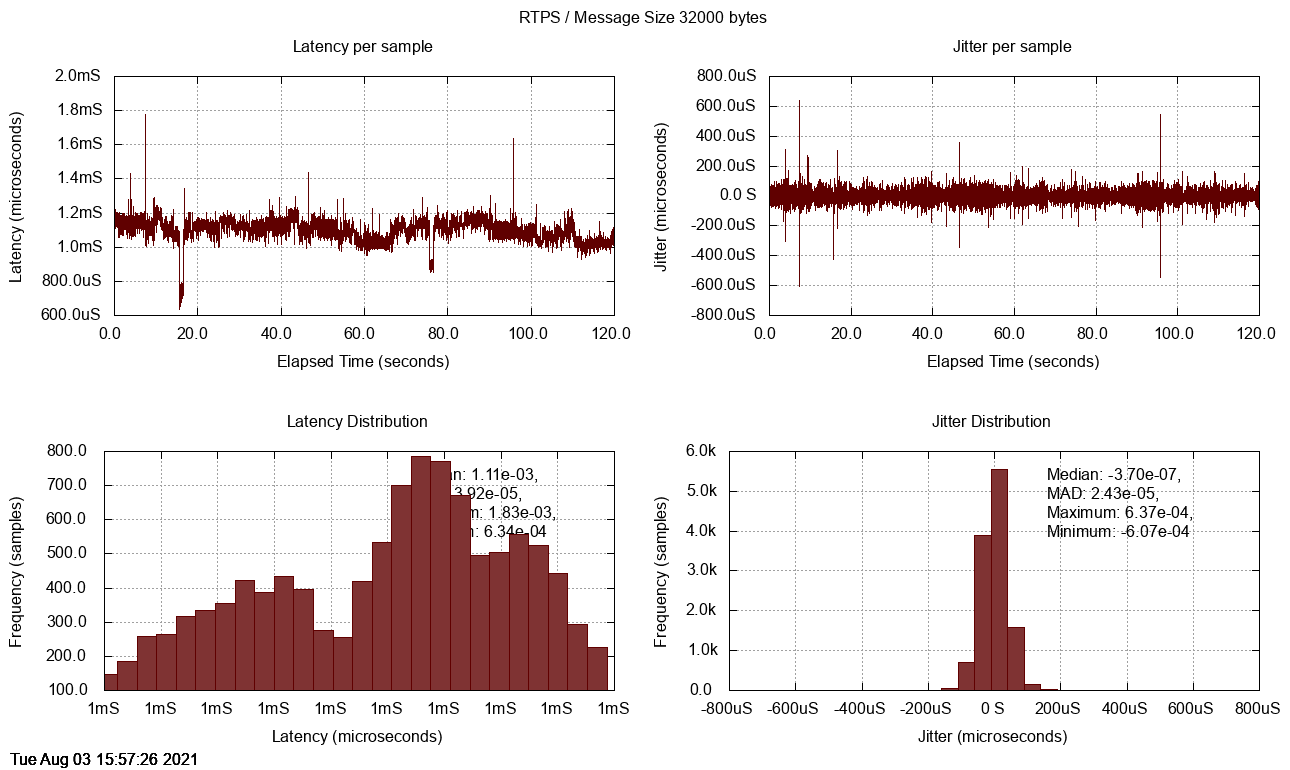 RTPS / Message Size 32000 bytes
Latency per sample
2.0mS
1.8mS
1.6mS
1.4mS
1.2mS
1.0mS
800.0uS
600.0uS
Latency (microseconds)
0.0 20.0 40.0 60.0 80.0 100.0 120.0
Elapsed Time (seconds)
Jitter per sample
800.0uS
600.0uS
400.0uS
200.0uS
0.0 S
-200.0uS
-400.0uS
-600.0uS
-800.0uS
Jitter (microseconds)
0.0 20.0 40.0 60.0 80.0 100.0 120.0
Elapsed Time (seconds)
Latency Distribution
800.0
700.0
600.0
500.0
400.0
300.0
200.0
100.0
Frequency (samples)
1.11e-03,
3.92e-05,
1.83e-03,
6.34e-04
1mS 1mS 1mS 1mS 1mS 1mS 1mS 1mS 1mS 1mS
Latency (microseconds)
Jitter Distribution
6.0k
5.0k
4.0k
3.0k
2.0k
1.0k
0.0
Frequency (samples)
Median: -3.70e-07,
MAD: 2.43e-05,
Maximum: 6.37e-04,
Minimum: -6.07e-04
-800uS -600uS -400uS -200uS 0 S 200uS 400uS 600uS 800uS
Jitter (microseconds)
Tue Aug 03 15:57:26 2021